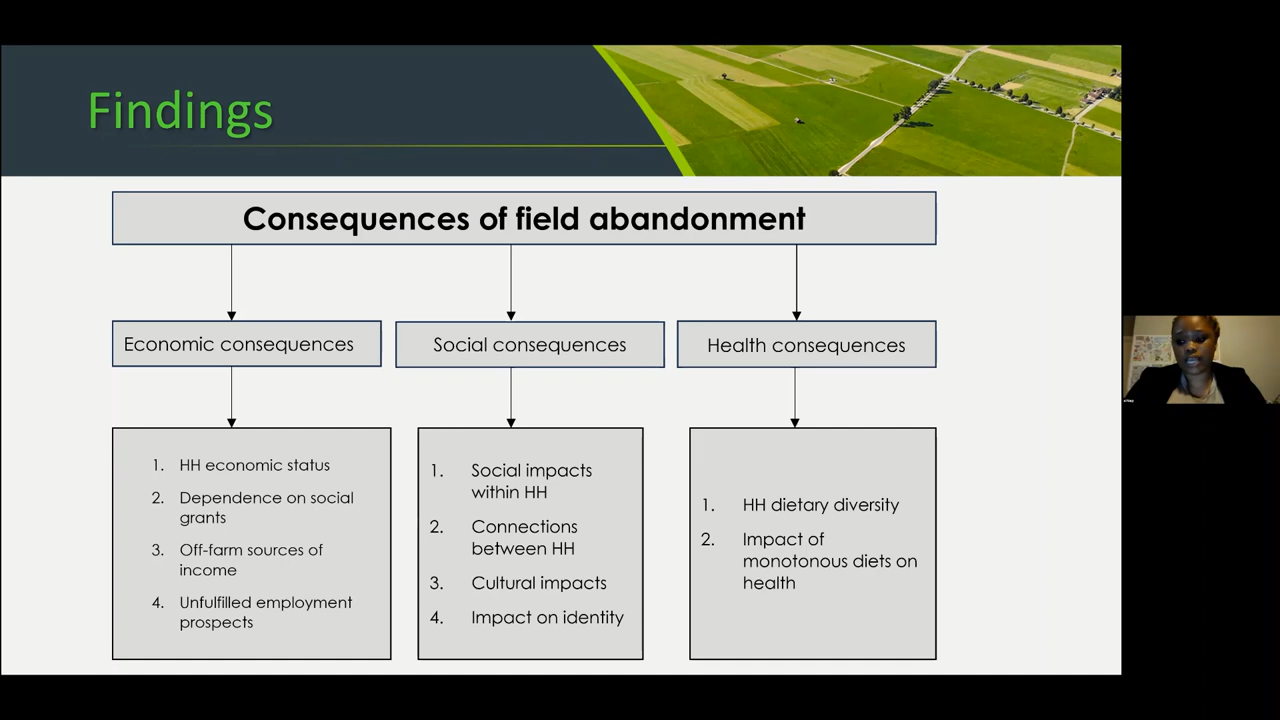 Findings
Consequences of field abandonment
Economic consequences
Social consequences
Health consequences
1. HH economic status
2. Dependence on social
grants
3. Off-farm sources of
income
4. Unfulfilled employment
prospects
1. Social impacts
within HH
2. Connections
between HH
3. Cultural impacts
4. Impact on identity
1. HH dietary diversity
2. Impact of
monotonous diets on
health